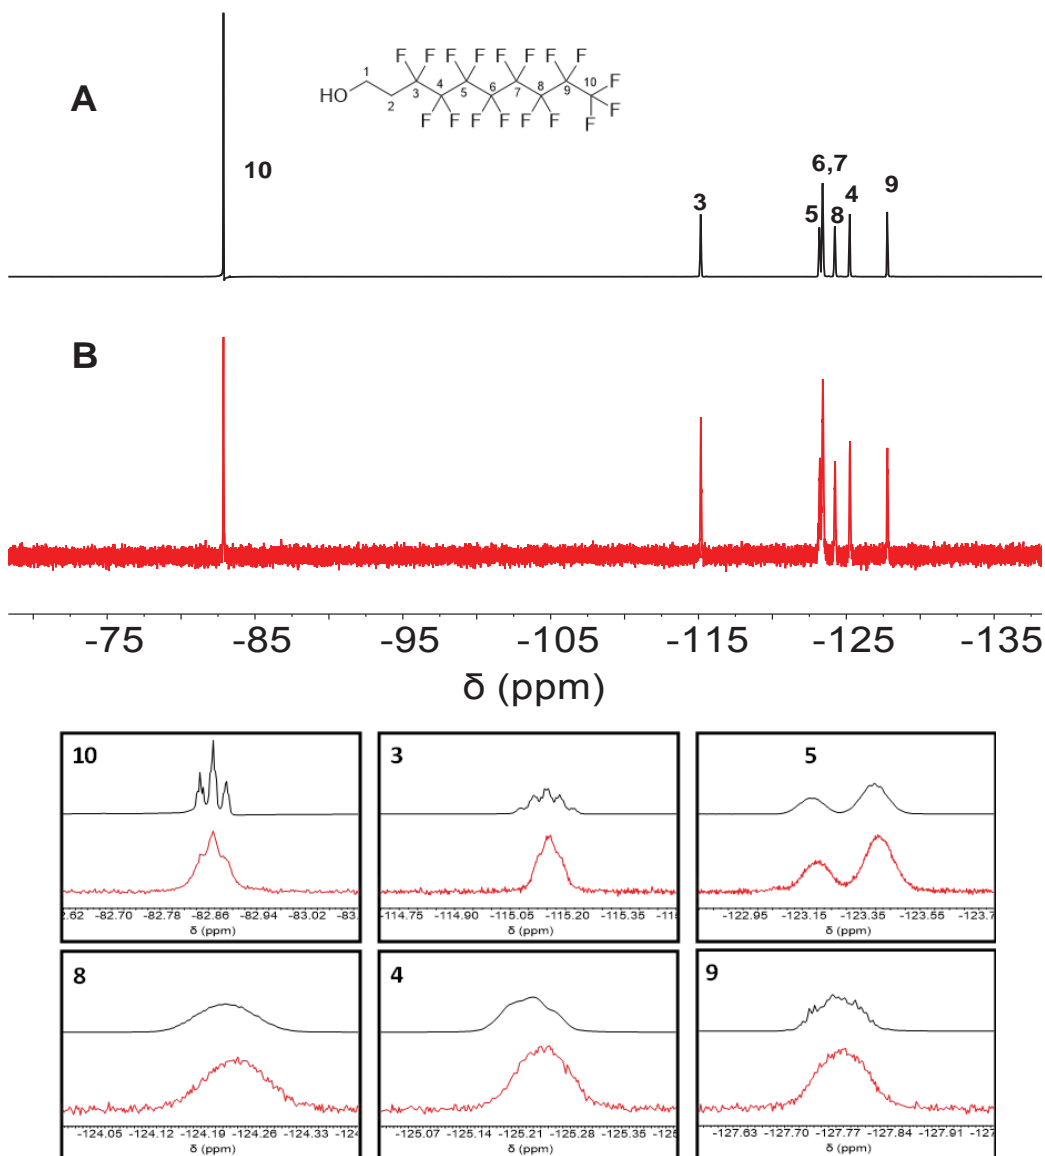 A
F F F F F F F F
1 10 F
HO 3 4 5 6 7 8 9
2 F
F F F F F F F
10
6,7
9
3 5 8 4
B
-75 -85 -95 -105 -115 -125 -135
δ (ppm)
10
2.62 -82.70 -82.78 -82.86 -82.94 -83.02 -83.
δ (ppm)
3
-114.75 -114.90 -115.05 -115.20 -115.35
δ (ppm)
5
-122.95 -123.15 -123.35 -123.55 -123.7
δ (ppm)
8
-124.05 -124.12 -124.19 -124.26 -124.33
δ (ppm)
4
-125.07 -125.14 -125.21 -125.28 -125.35
δ (ppm)
9
-127.63 -127.70 -127.77 -127.84 -127.91
δ (ppm)